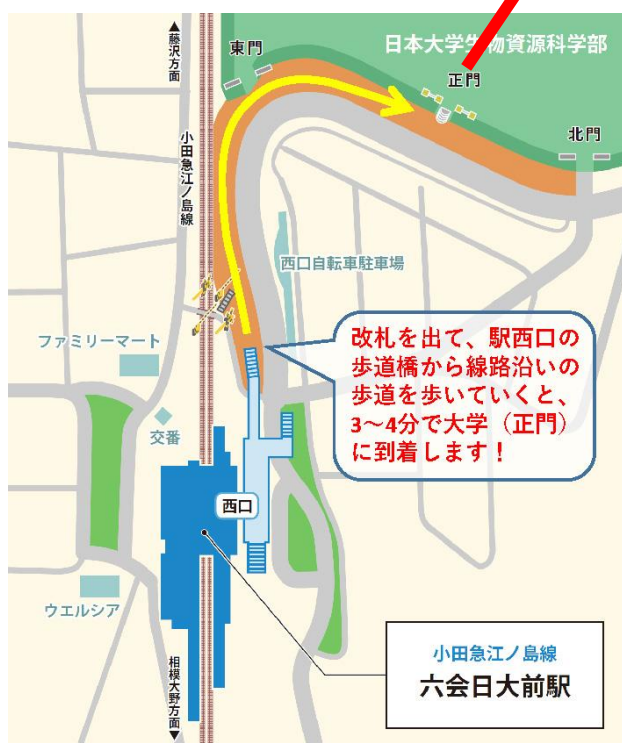 ▲藤沢方面
東門
日本大学生物資源科学部
正門
北門
小田急江ノ島線
西口自転車駐車場
ファミリーマート
改札を出て、駅西口の
歩道橋から線路沿いの
歩道を歩いていくと、
3～4分で大学（正門）
に到着します！
交番
西口
ウエルシア
小田急江ノ島線
六会日大前駅
相模大野方面▼